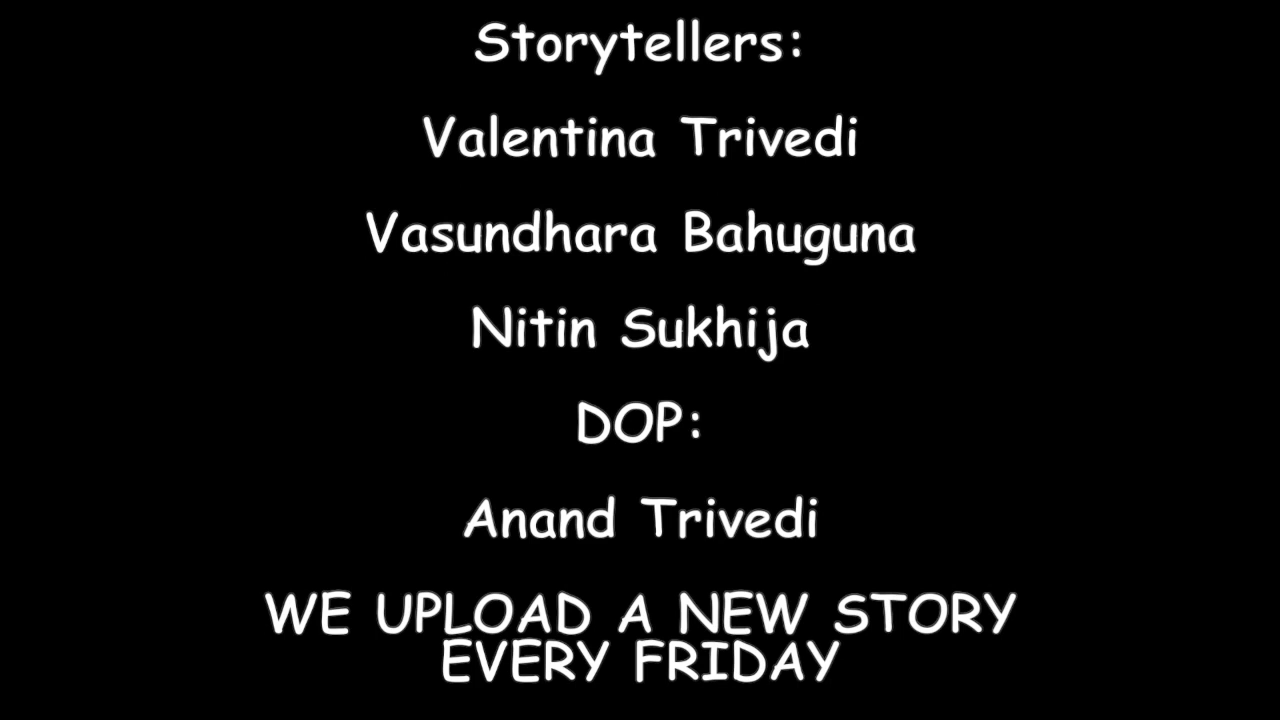 Storytellers:
Valentina Trivedi
Vasundhara Bahuguna
Nitin Sukhija
DOP:
Anand Trivedi
WE UPLOAD A NEW STORY
EVERY FRIDAY